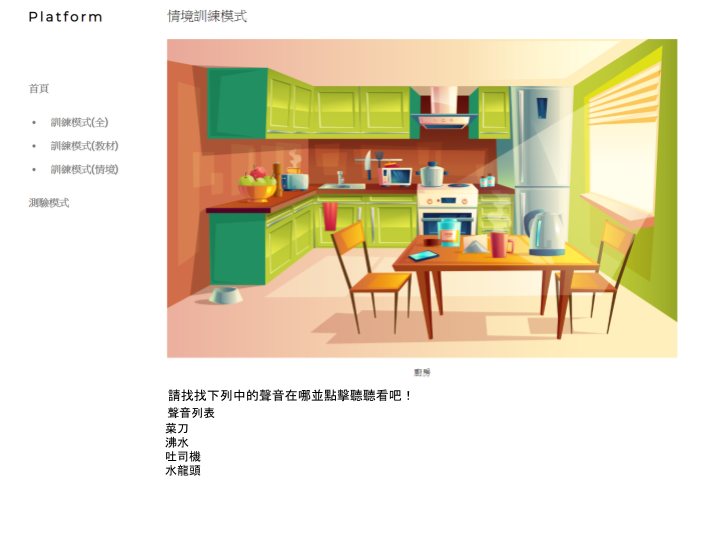 Platform
情境訓練模式
首頁
訓練模式(全)
訓練模式(教材)
訓練模式(情境)
測驗模式
廚房
請找找下列中的聲音在哪並點擊聽聽看吧！
聲音列表
菜刀
沸水
吐司機
水龍頭